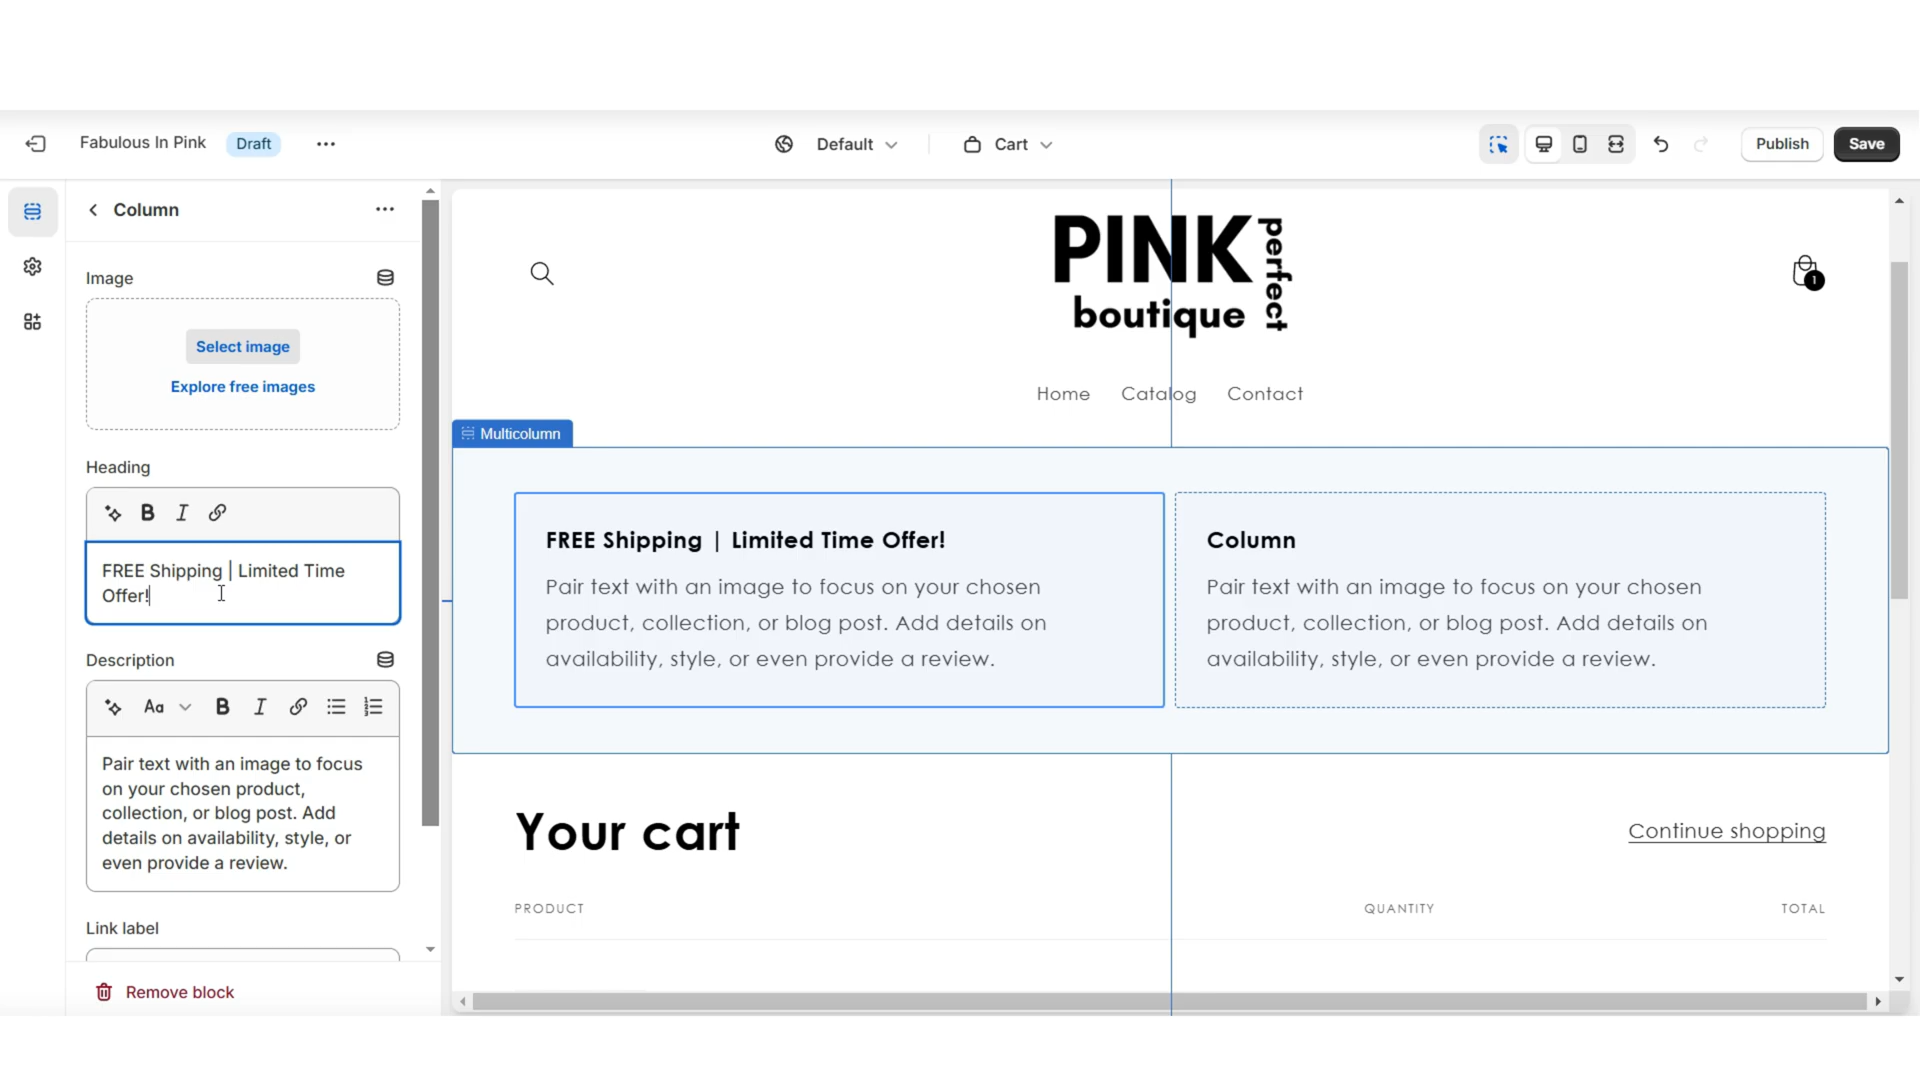 Fabulous In Pink
Draft
Default
Cart
Publish
Save
Column
Image
Select image
Explore free images
Heading
B I
FREE Shipping | Limited Time
Offer!
Description
Aa B I
Pair text with an image to focus
on your chosen product,
collection, or blog post. Add
details on availability, style, or
even provide a review.
Link label
Remove block
PINK
perfect
boutique
1
Home Catalog Contact
Multicolumn
FREE Shipping | Limited Time Offer!
Pair text with an image to focus on your chosen
product, collection, or blog post. Add details on
availability, style, or even provide a review.
Column
Pair text with an image to focus on your chosen
product, collection, or blog post. Add details on
availability, style, or even provide a review.
Your cart
Continue shopping
PRODUCT QUANTITY TOTAL